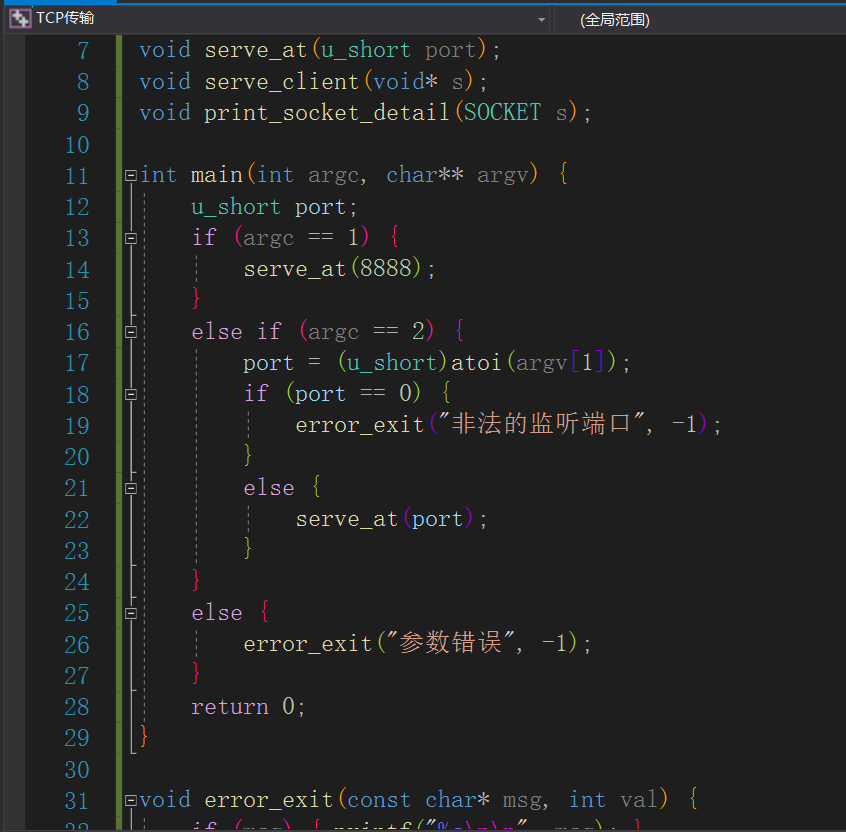 TCP传输 (全局范围)
7 void serve_at(u_short port);
8 void serve_client(void* s);
9 void print_socket_detail(SOCKET s);
10
11 int main(int argc, char** argv) {
12 u_short port;
13 if (argc == 1) {
14 serve_at(8888);
15 }
16 else if (argc == 2) {
17 port = (u_short)atoi(argv[1]);
18 if (port == 0) {
19 error_exit("非法的监听端口", -1);
20 }
21 else {
22 serve_at(port);
23 }
24 }
25 else {
26 error_exit("参数错误", -1);
27 }
28 return 0;
29 }
30
31 void error_exit(const char* msg, int val) {